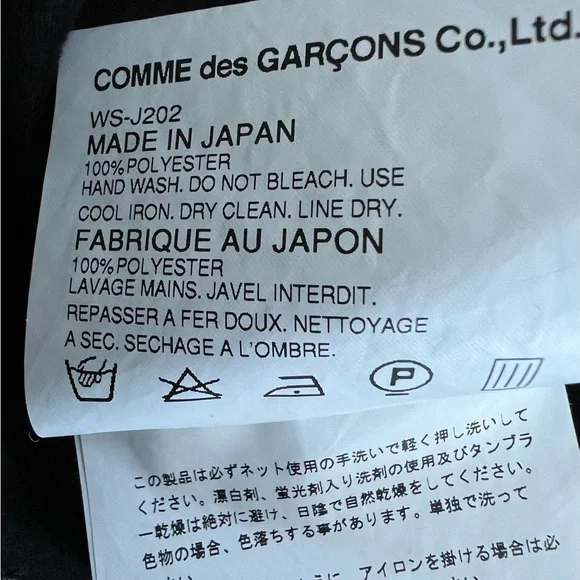 COMME des GARÇONS Co.,Ltd.
WS-J202
MADE IN JAPAN
100%POLYESTER
HAND WASH. DO NOT BLEACH. USE
COOL IRON. DRY CLEAN. LINE DRY.
FABRIQUE AU JAPON
100%POLYESTER
LAVAGE MAINS. JAVEL INTERDIT.
REPASSER A FER DOUX. NETTOYAGE
A SEC. SECHAGE A L'OMBRE.
P
この製品は必ずネット使用の手洗いで軽く押し洗いして
ください。漂白剤、蛍光剤入り洗剤の使用及びタンブラ
ー乾燥は絶対に避け、日陰で自然乾燥をしてください。
色物の場合、色落ちする事があります。単独で洗って
アイロンを掛ける場合は必